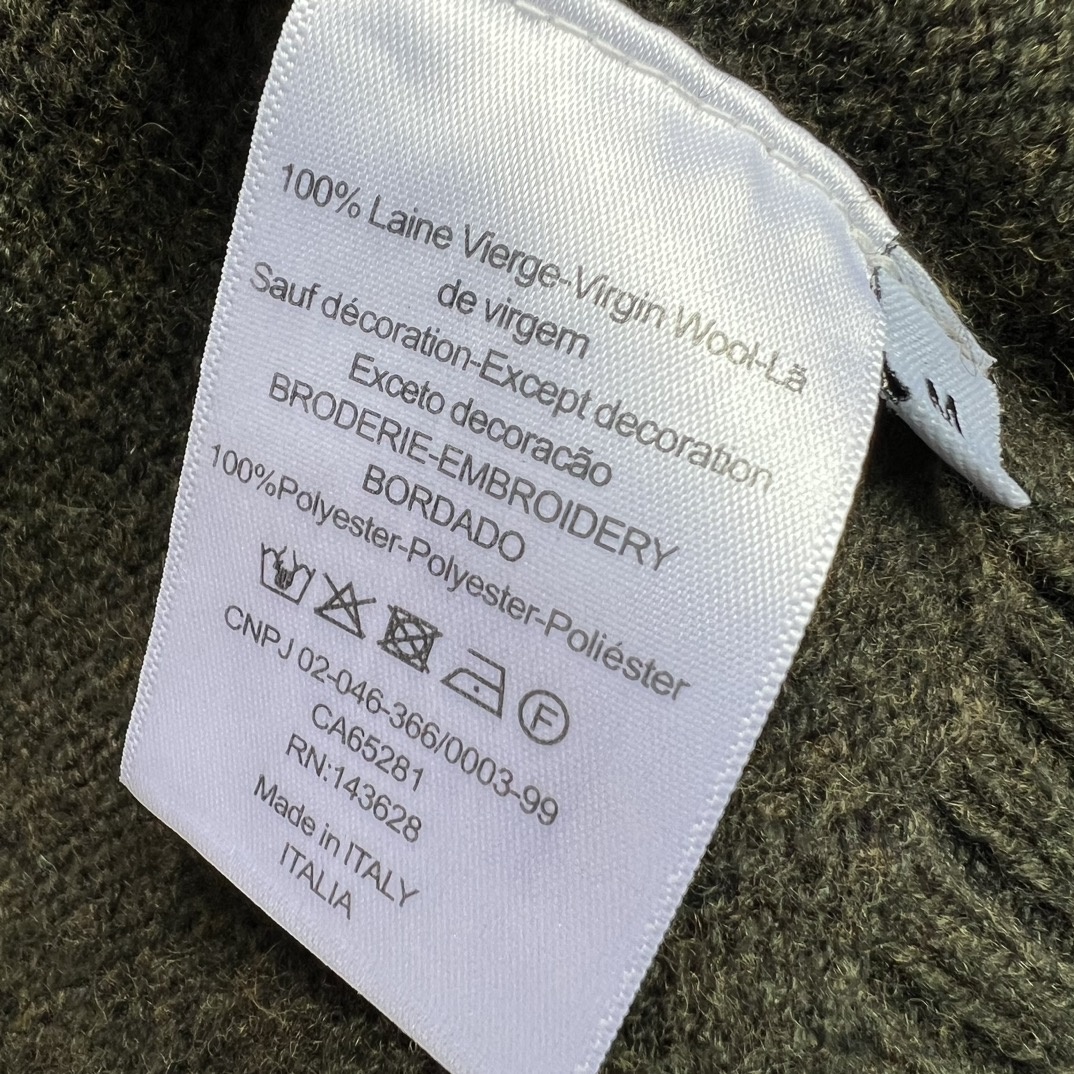 100% Laine Vierge-Virgin Wool-Lã
de virgem
Sauf décoration-Except decoration
Exceto decoracão
BRODERIE-EMBROIDERY
BORDADO
100%Polyester-Polyester-Poliéster
F
CNPJ 02-046-366/0003-99
CA65281
RN:143628
Made in ITALY
ITALIA
M